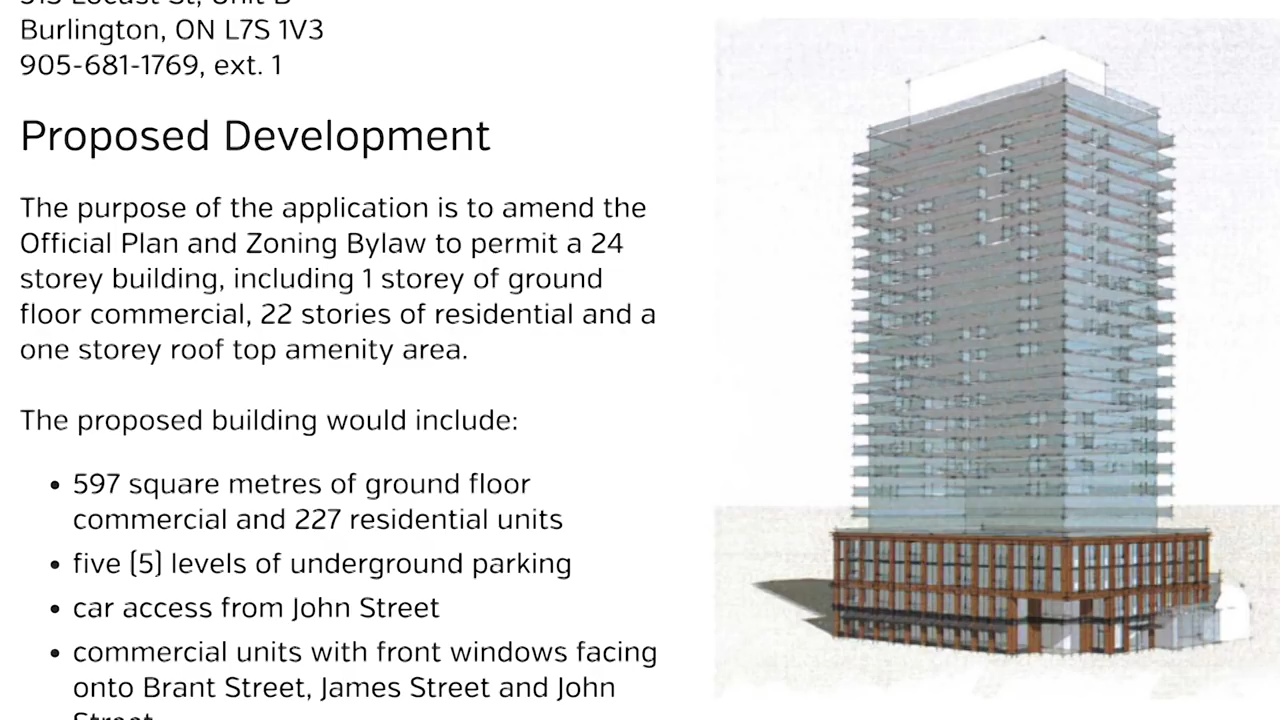 Burlington, ON L7S 1V3
905-681-1769, ext. 1
Proposed Development
The purpose of the application is to amend the
Official Plan and Zoning Bylaw to permit a 24
storey building, including 1 storey of ground
floor commercial, 22 stories of residential and a
one storey roof top amenity area.
The proposed building would include:
• 597 square metres of ground floor
commercial and 227 residential units
• five (5) levels of underground parking
• car access from John Street
• commercial units with front windows facing
onto Brant Street, James Street and John